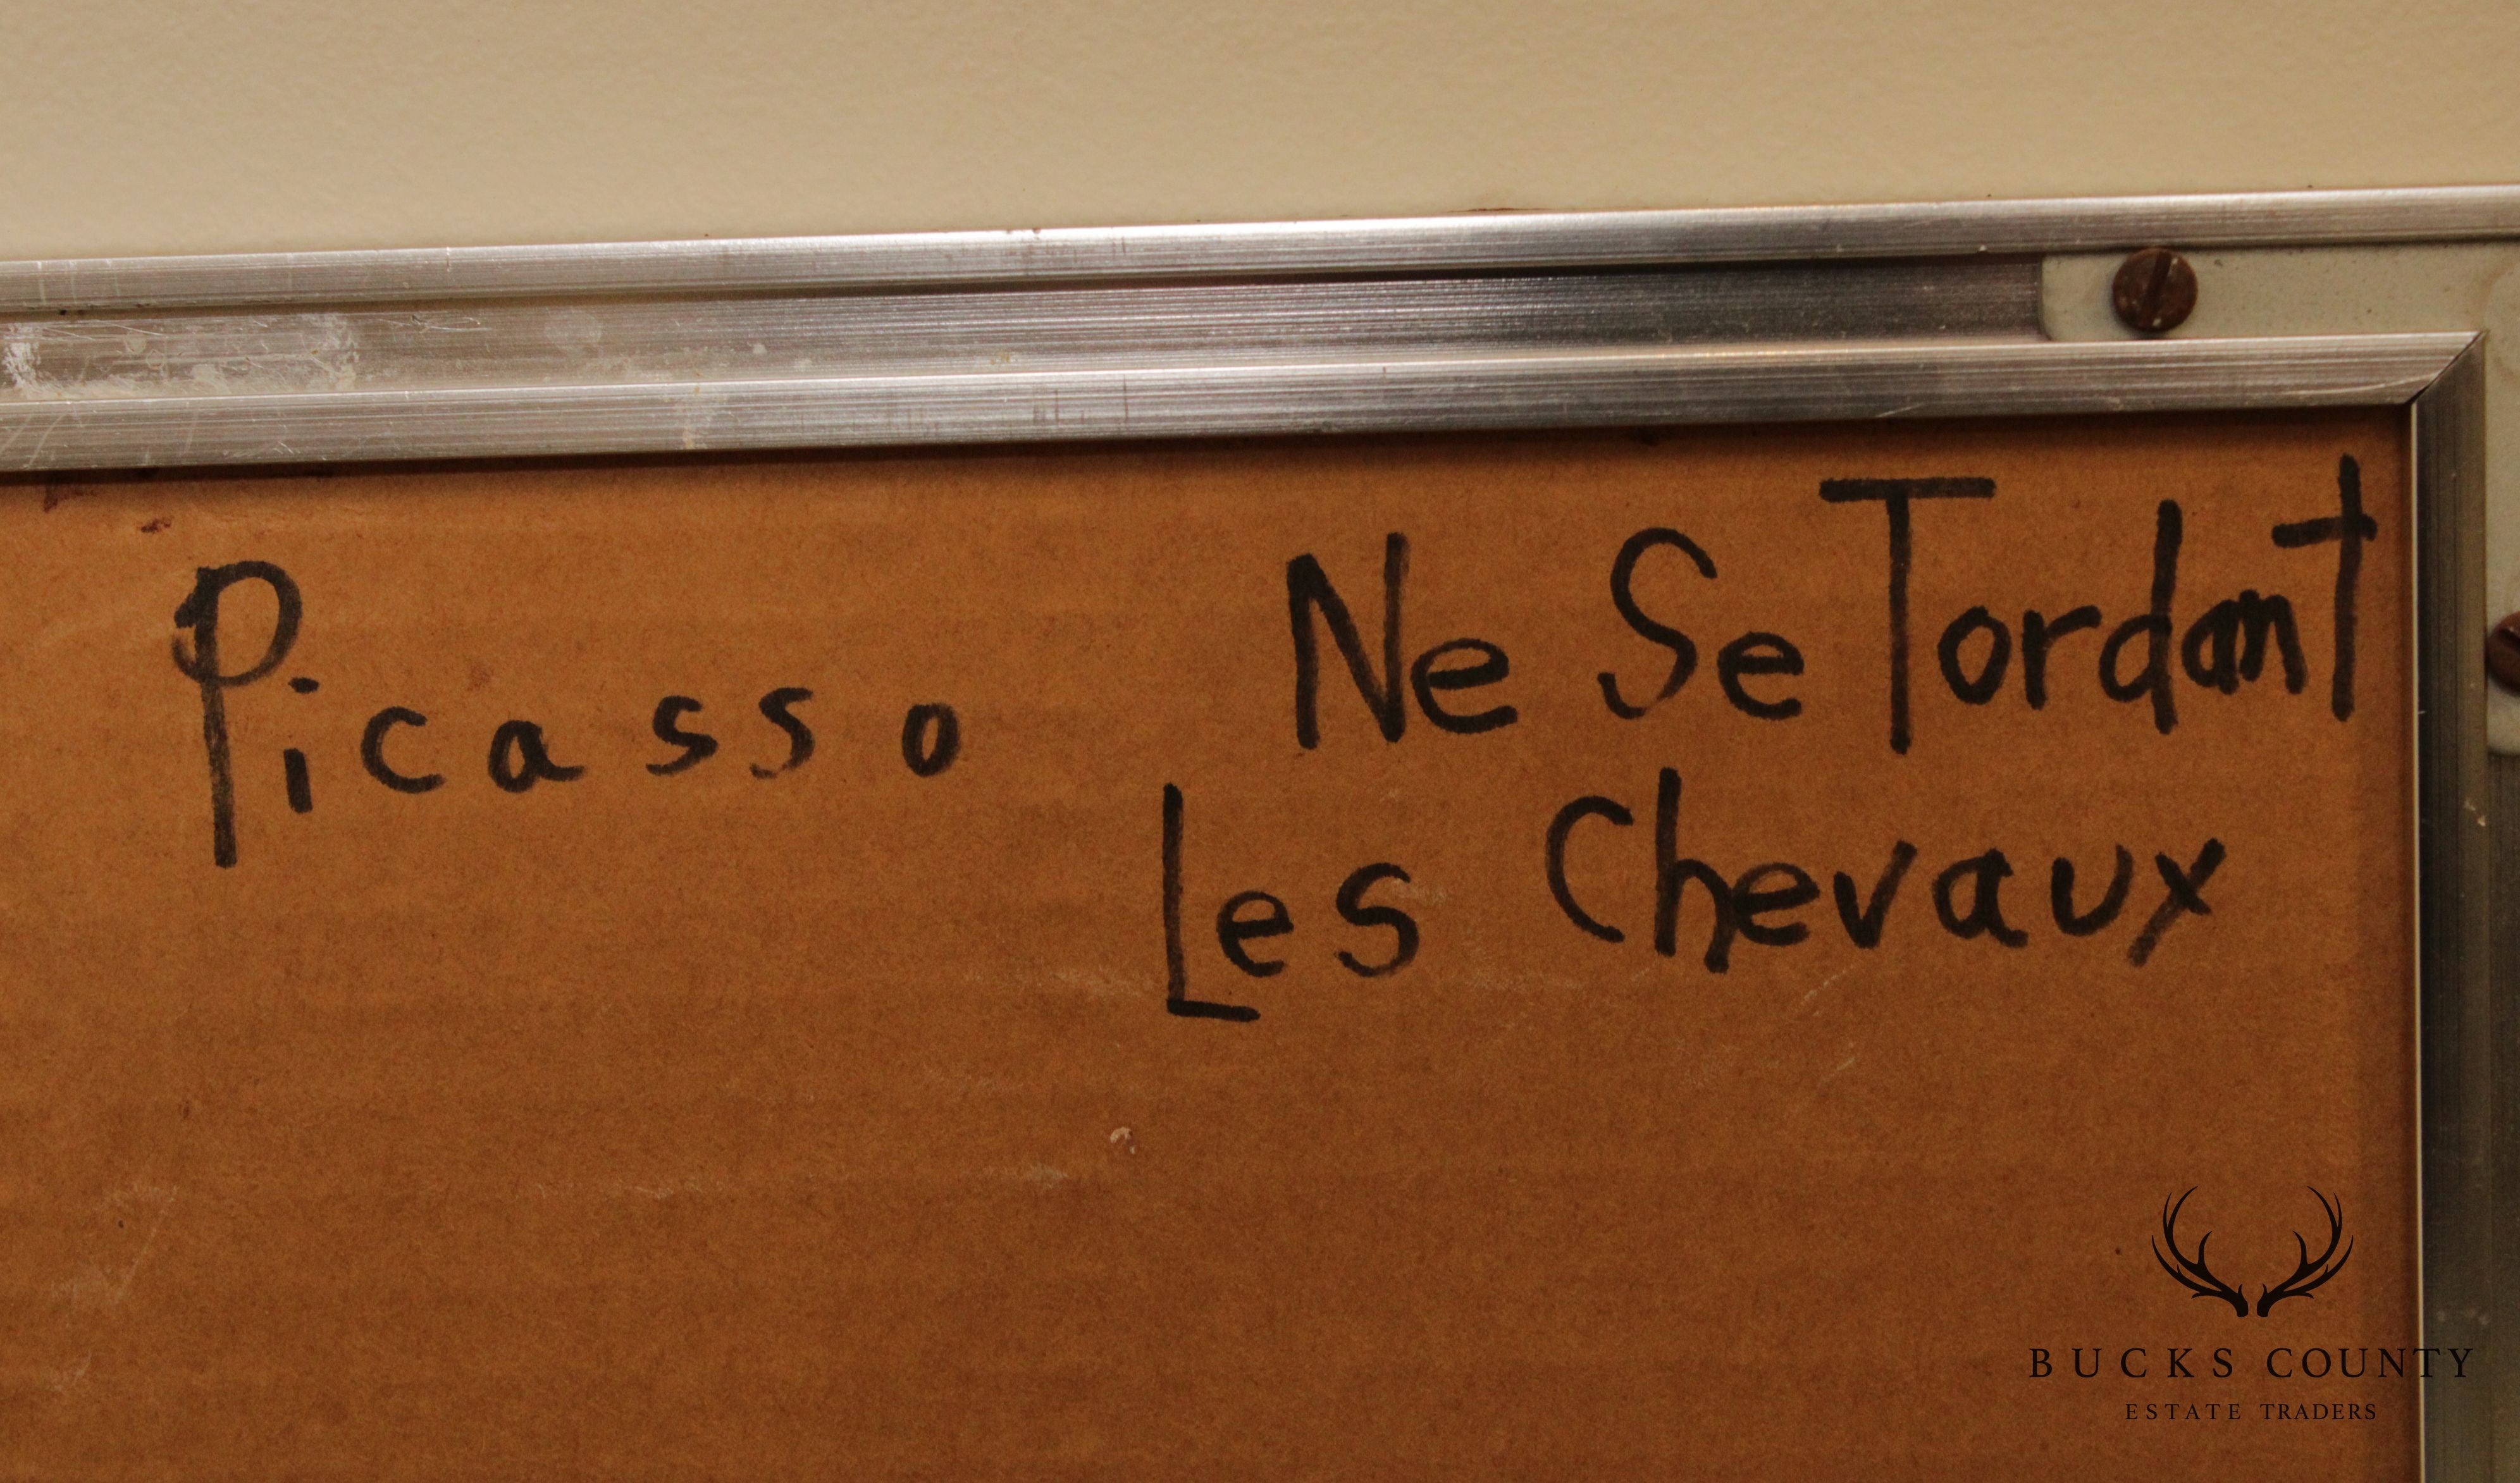 Picasso
Ne Se Tordant
Les Chevaux
BUCKS COUNTY
ESTATE TRADERS